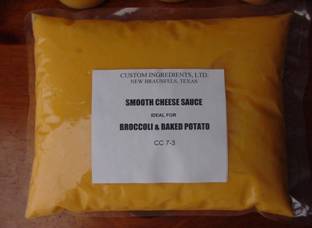 CUSTOM INGREDIENTS, LTD.
NEW BRAUNFELS, TEXAS
SMOOTH CHEESE SAUCE
IDEAL FOR
BROCCOLI & BAKED POTATO
CC 7-3